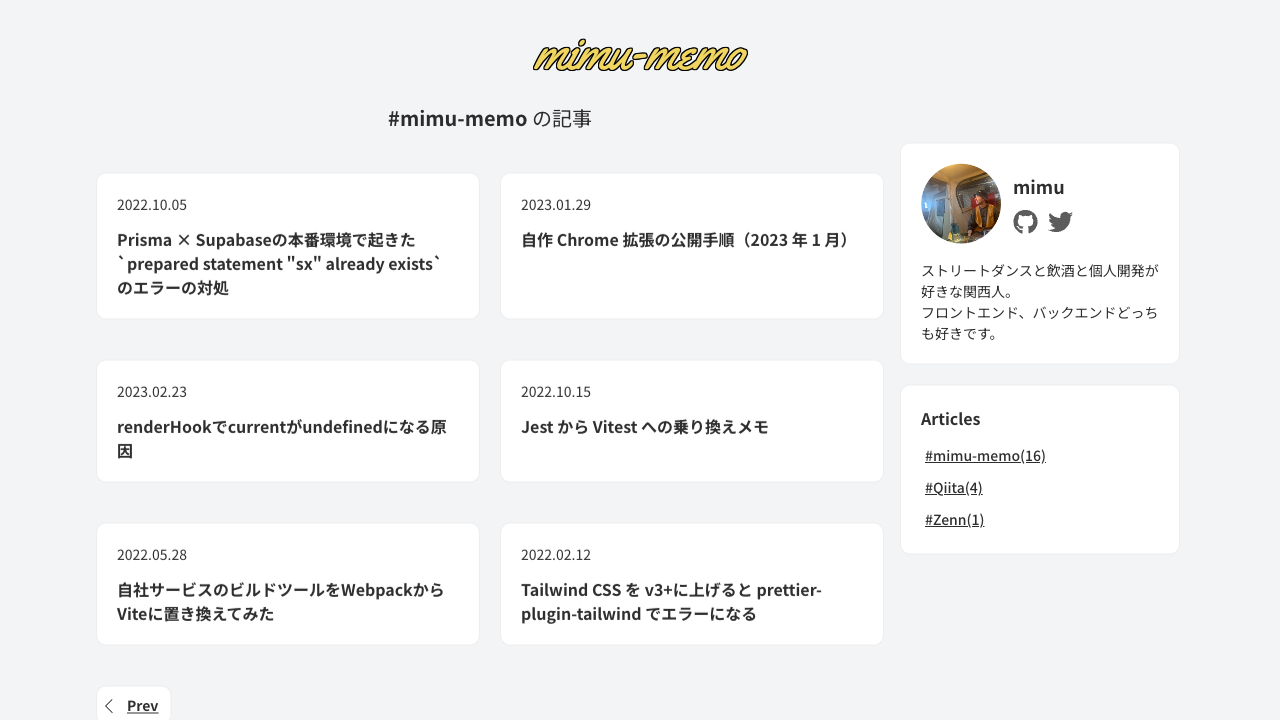 mimu-memo
#mimu-memo の記事
2022.10.05
Prisma × Supabaseの本番環境で起きた
`prepared statement "sx" already exists`
のエラーの対処
2023.01.29
自作 Chrome 拡張の公開手順（2023 年 1 月）
2023.02.23
renderHookでcurrentがundefinedになる原
因
2022.10.15
Jest から Vitest への乗り換えメモ
2022.05.28
自社サービスのビルドツールをWebpackから
Viteに置き換えてみた
2022.02.12
Tailwind CSS を v3+に上げると prettier-
plugin-tailwind でエラーになる
Prev
mimu
ストリートダンスと飲酒と個人開発が
好きな関西人。
フロントエンド、バックエンドどっち
も好きです。
Articles
#mimu-memo(16)
#Qiita(4)
#Zenn(1)